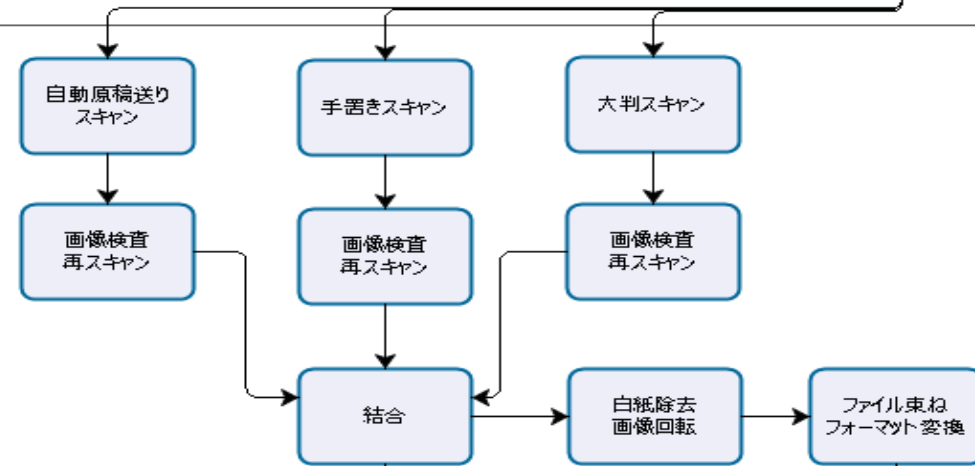 自動原稿送り
スキャン
手置きスキャン
大判スキャン
画像検査
再スキャン
画像検査
再スキャン
画像検査
再スキャン
結合
白紙除去
画像回転
ファイル束ね
フォーマット変換